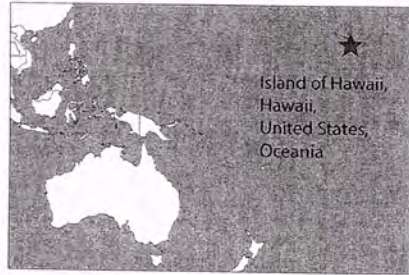 Island of Hawaii,
Hawaii,
United States,
Oceania